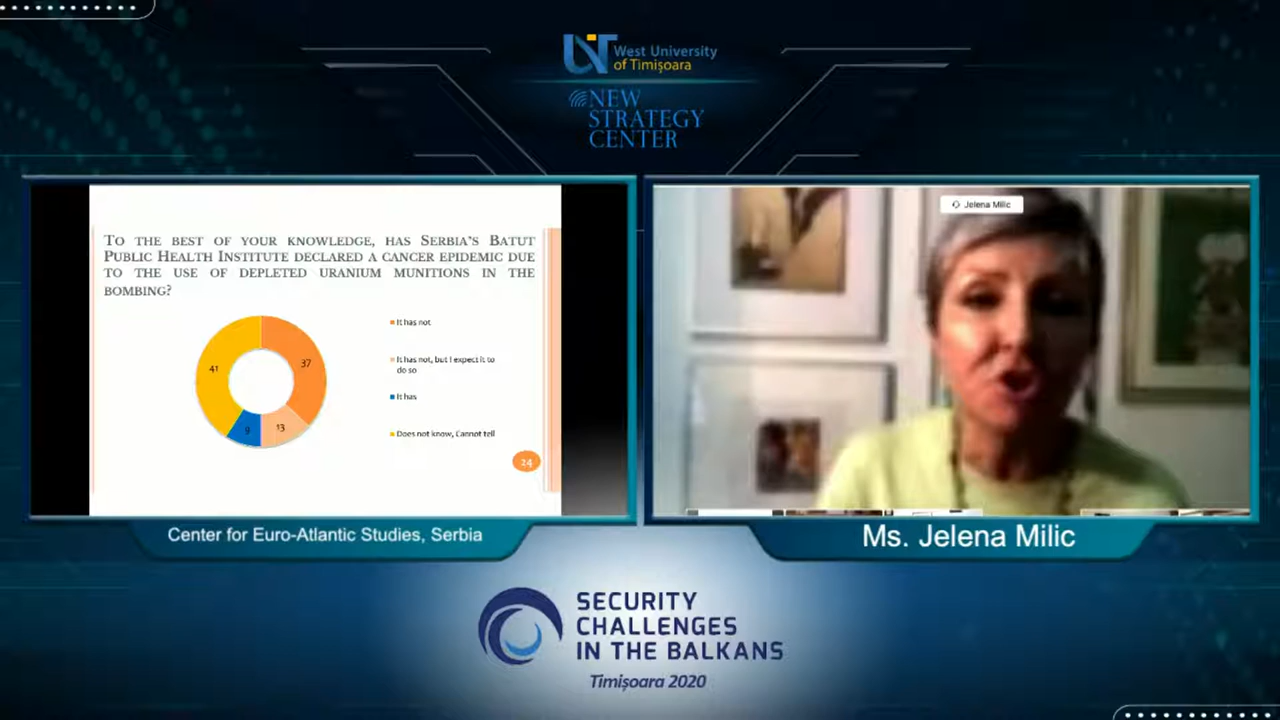 West University
of Timișoara
NEW
STRATEGY
CENTER
TO THE BEST OF YOUR KNOWLEDGE, HAS SERBIA'S BATUT
PUBLIC HEALTH INSTITUTE DECLARED A CANCER EPIDEMIC DUE
TO THE USE OF DEPLETED URANIUM MUNITIONS IN THE
BOMBING?
41
37
9
13
It has not
It has not, but I expect it to
do so
It has
Does not know, Cannot tell
24
Jelena Milic
Center for Euro-Atlantic Studies, Serbia
Ms. Jelena Milic
SECURITY
CHALLENGES
IN THE BALKANS
Timișoara 2020